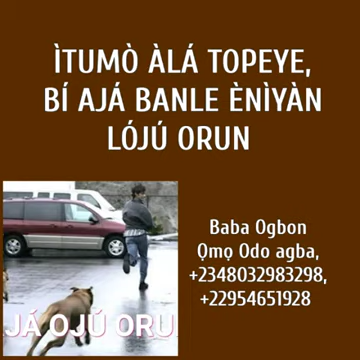 ÌTUMÒ ÀLÁ TOPEYE,
BÍ AJÁ BANLE ÈNÌYÀN
LÓJÚ ORUN
Baba Ogbon
Ọmọ Odo agba,
+2348032983298,
+22954651928
JÁ OJÚ ORU